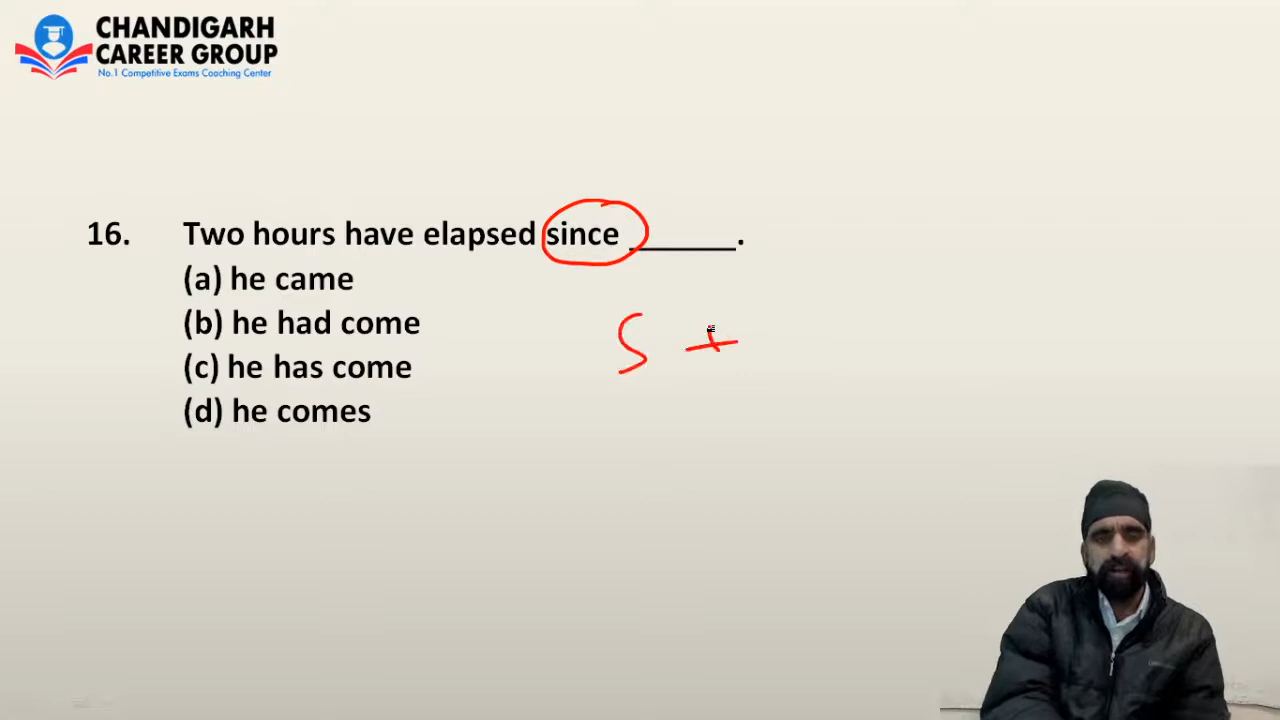 CHANDIGARH
CAREER GROUP
No.1 Competitive Exams Coaching Center
16. Two hours have elapsed since ______.
(a) he came
(b) he had come
(c) he has come
(d) he comes
S +